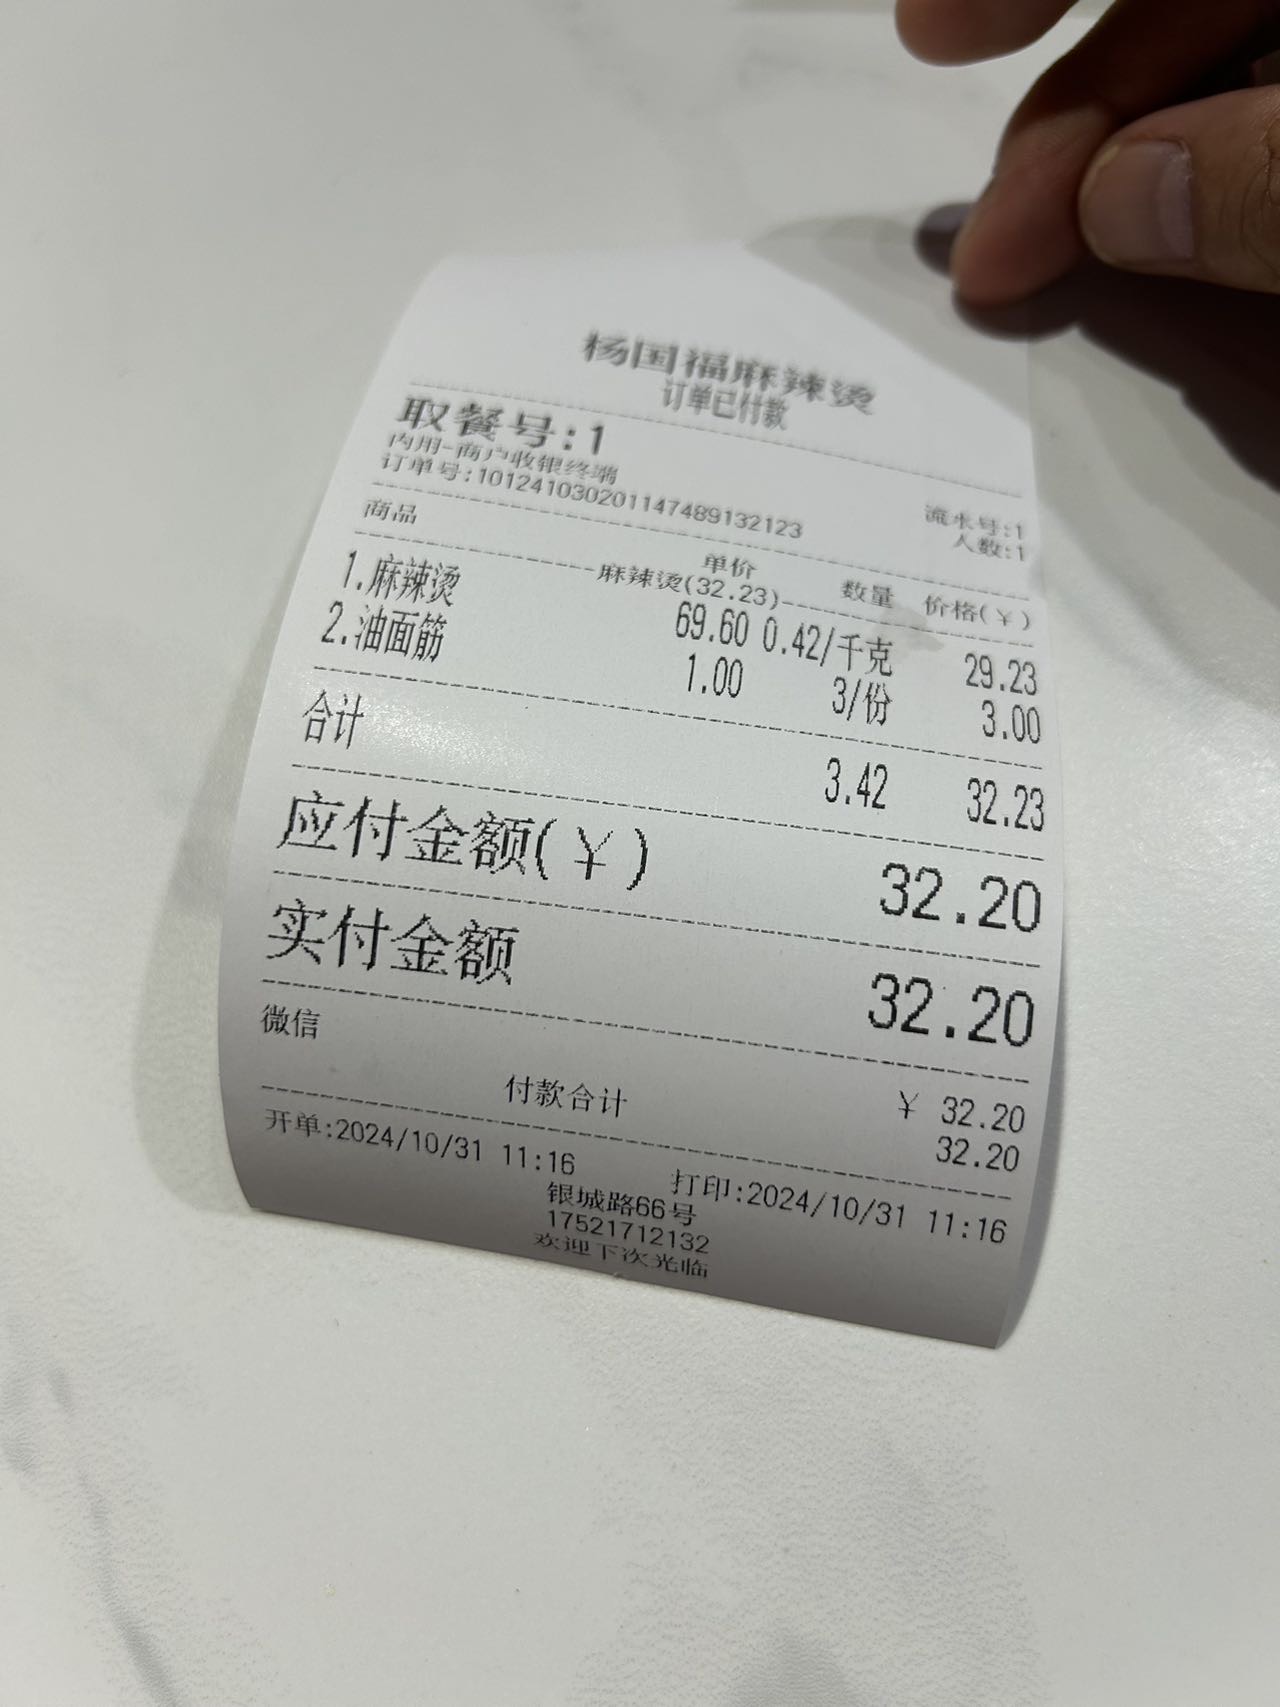 杨国福麻辣烫
订单已付款
取餐号:1
内用-商户收银终端 流水号:1
订单号:101241030201147489132123 人数:1
商品 单价 数量 价格(¥)
麻辣烫(32.23)
1.麻辣烫 69.60 0.42/千克 29.23
2.油面筋 1.00 3/份 3.00
合计 3.42 32.23
应付金额(¥) 32.20
实付金额 32.20
微信 ¥ 32.20
付款合计 32.20
开单:2024/10/31 11:16 打印:2024/10/31 11:16
银城路66号
17521712132
欢迎下次光临